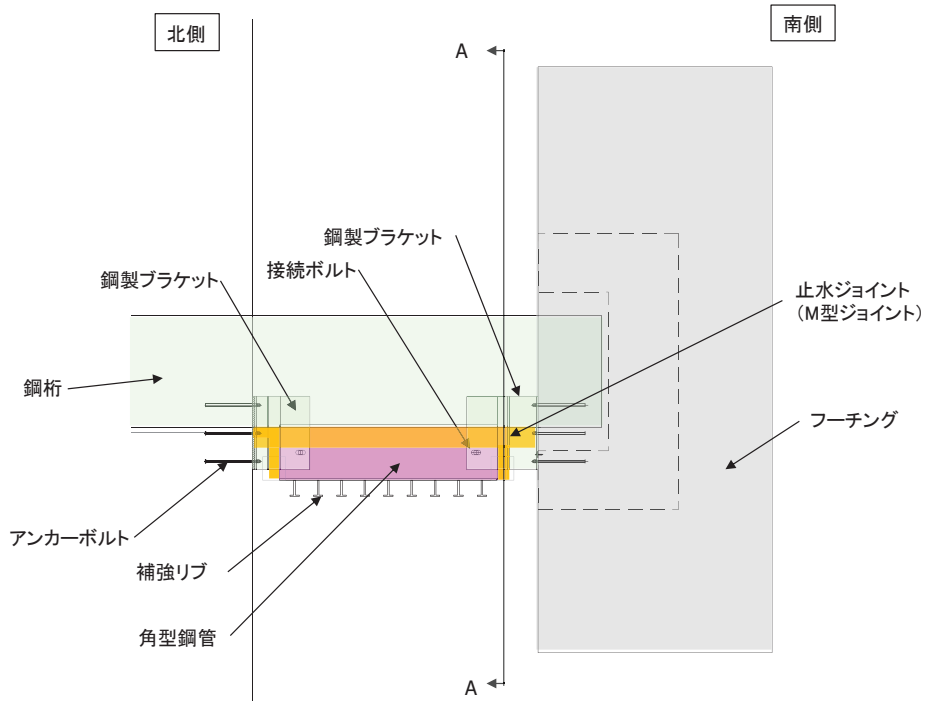 北側
南側
A
鋼製ブラケット
接続ボルト
鋼製ブラケット
止水ジョイント
（M型ジョイント）
鋼桁
フーチング
アンカーボルト
補強リブ
角型鋼管
A